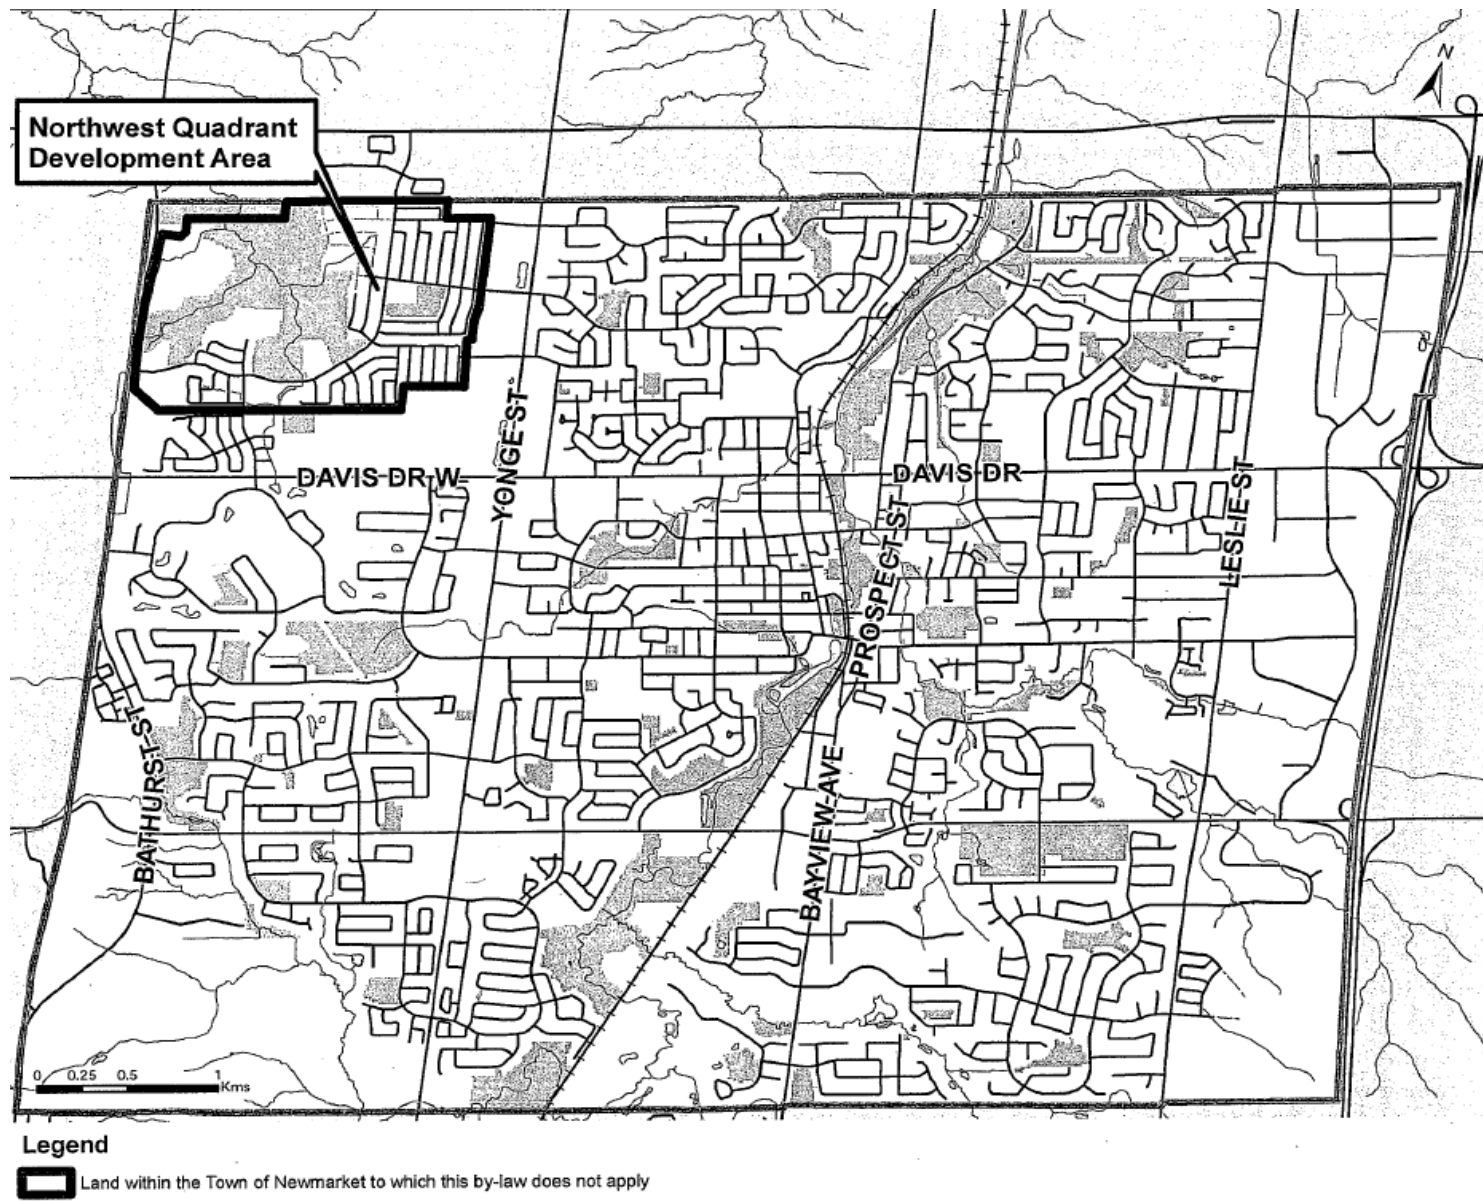 N
Northwest Quadrant
Development Area
YONGE ST
DAVIS DR W
DAVIS DR
LESLIE ST
PROSPECT ST
BATHURST ST
BAYVIEW AVE
0 0.25 0.5 1
Kms
Legend
Land within the Town of Newmarket to which this by-law does not apply